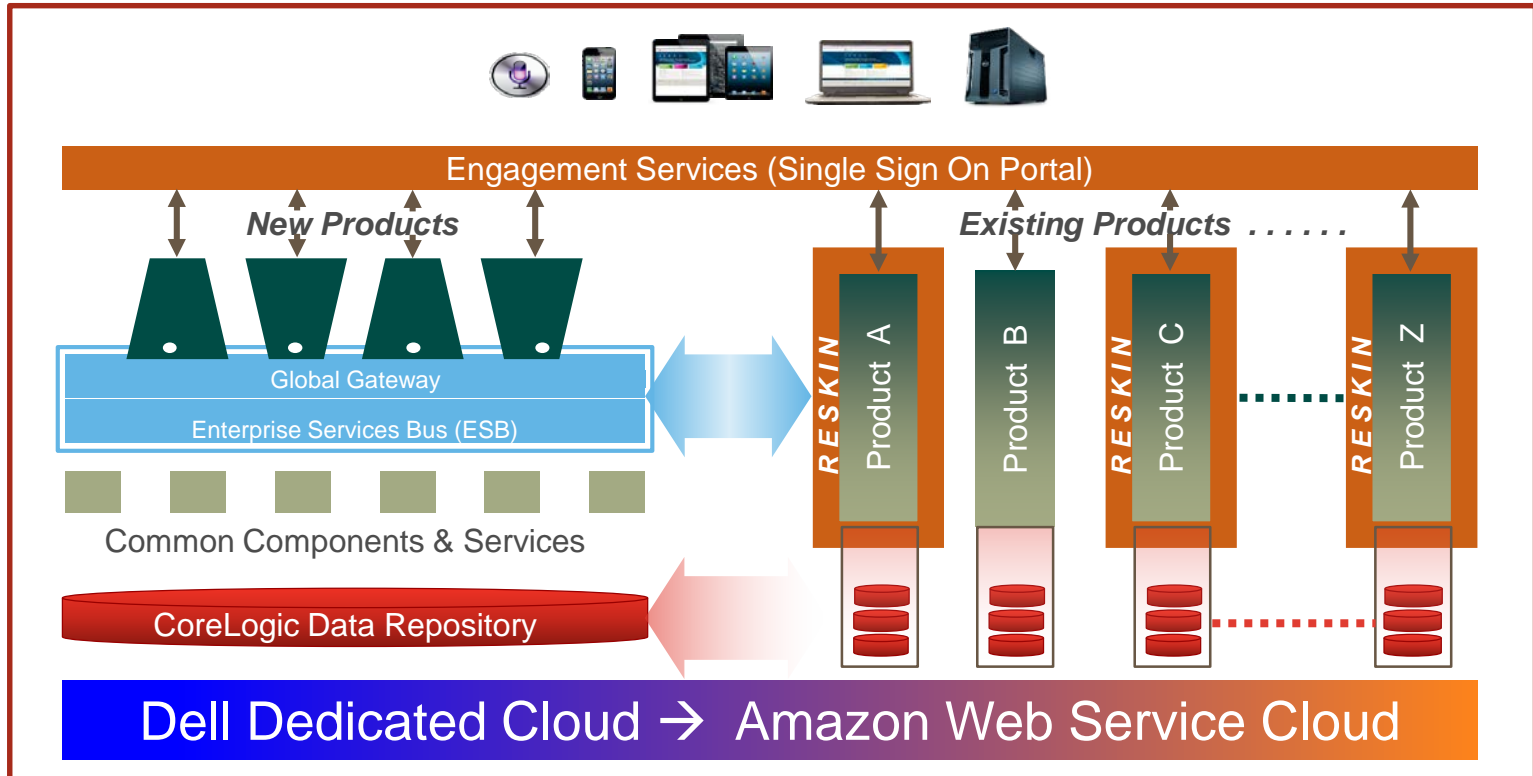 Engagement Services (Single Sign On Portal)
New Products
Existing Products . . . . . .
Global Gateway
Enterprise Services Bus (ESB)
Common Components & Services
CoreLogic Data Repository
RESKIN
Product A
Product B
RESKIN
Product C
RESKIN
Product Z
Dell Dedicated Cloud → Amazon Web Service Cloud